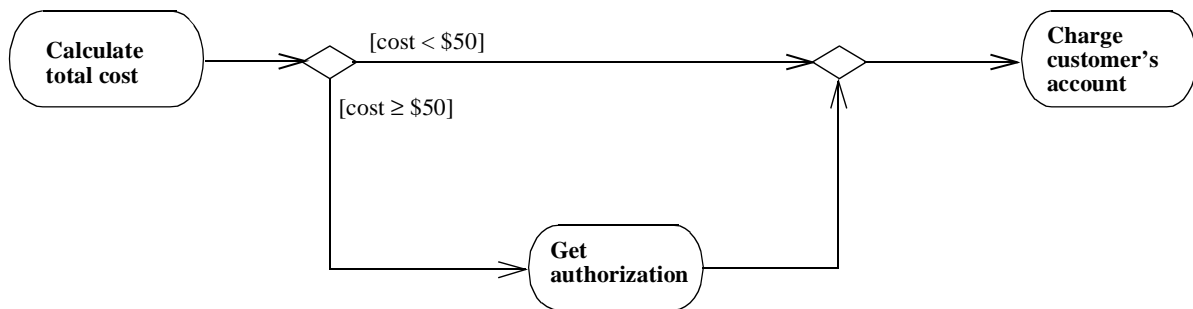 Calculate
total cost
[cost < $50]
[cost ≥ $50]
Get
authorization
Charge
customer’s
account